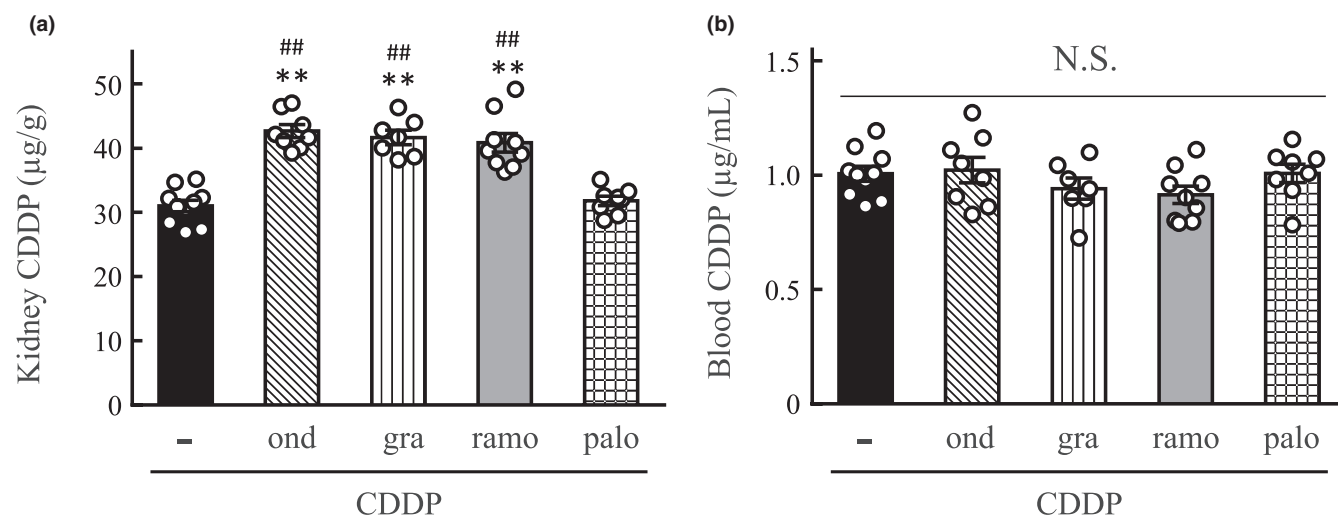 (a)
Kidney CDDP (µg/g)
50
40
30
20
10
0
##
**
##
**
##
**
– ond gra ramo palo
CDDP
(b)
Blood CDDP (µg/mL)
1.5
1.0
0.5
0
N.S.
– ond gra ramo palo
CDDP